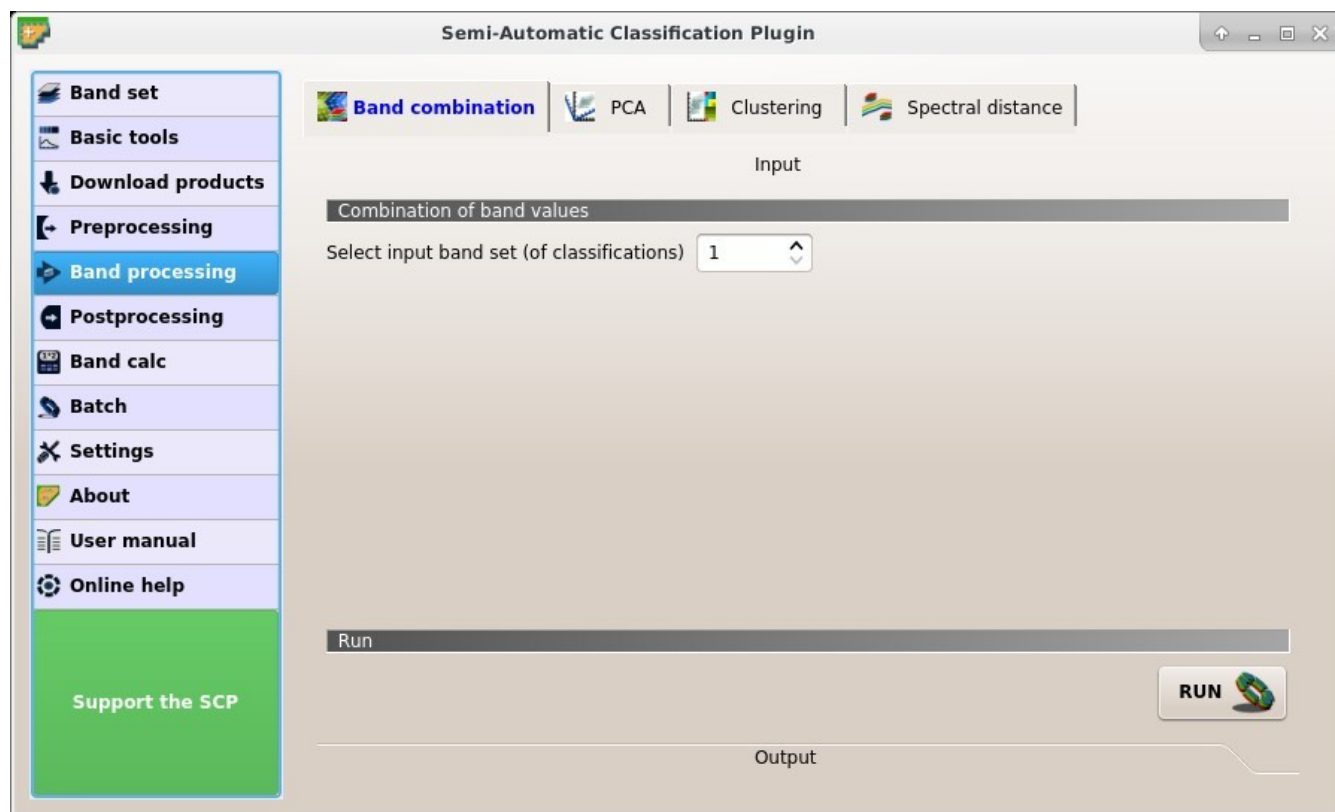 Semi-Automatic Classification Plugin
Band set
Basic tools
Download products
Preprocessing
Band processing
Postprocessing
Band calc
Batch
Settings
About
User manual
Online help
Support the SCP
Band combination PCA Clustering Spectral distance
Input
Combination of band values
Select input band set (of classifications) 1
Run
RUN
Output